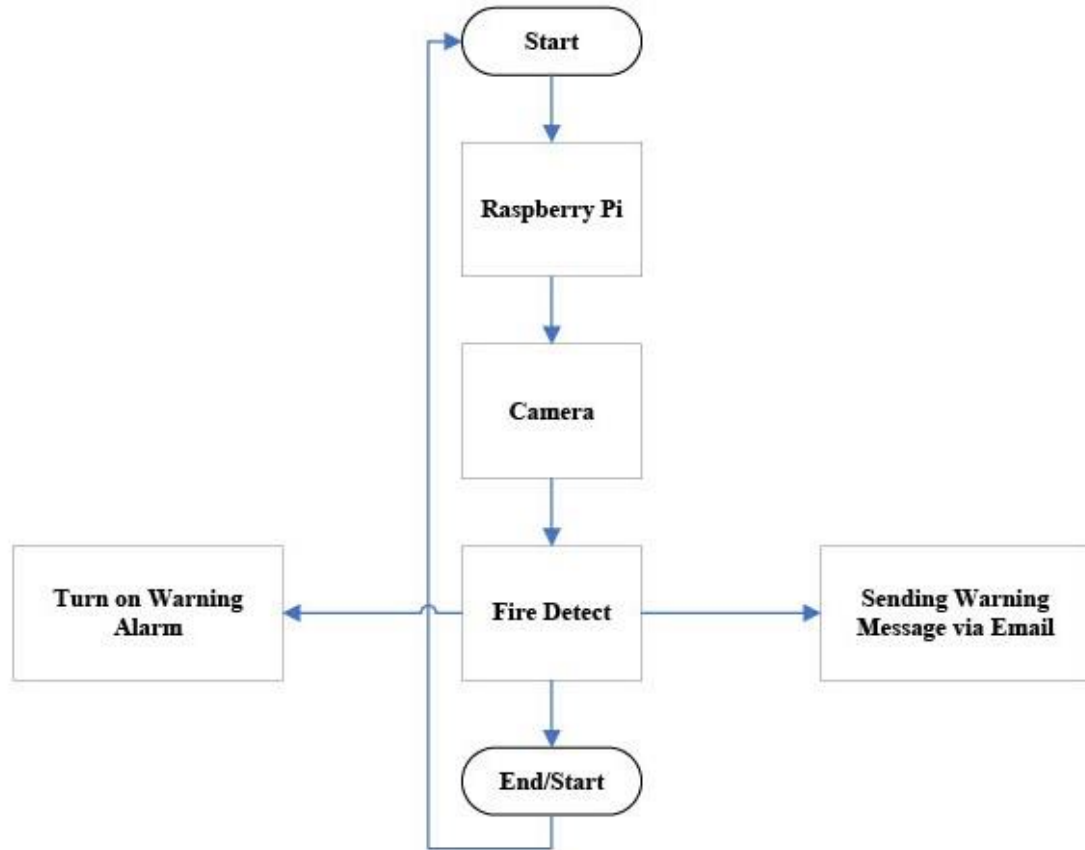 Start
Raspberry Pi
Camera
Turn on Warning
Alarm
Fire Detect
Sending Warning
Message via Email
End/Start